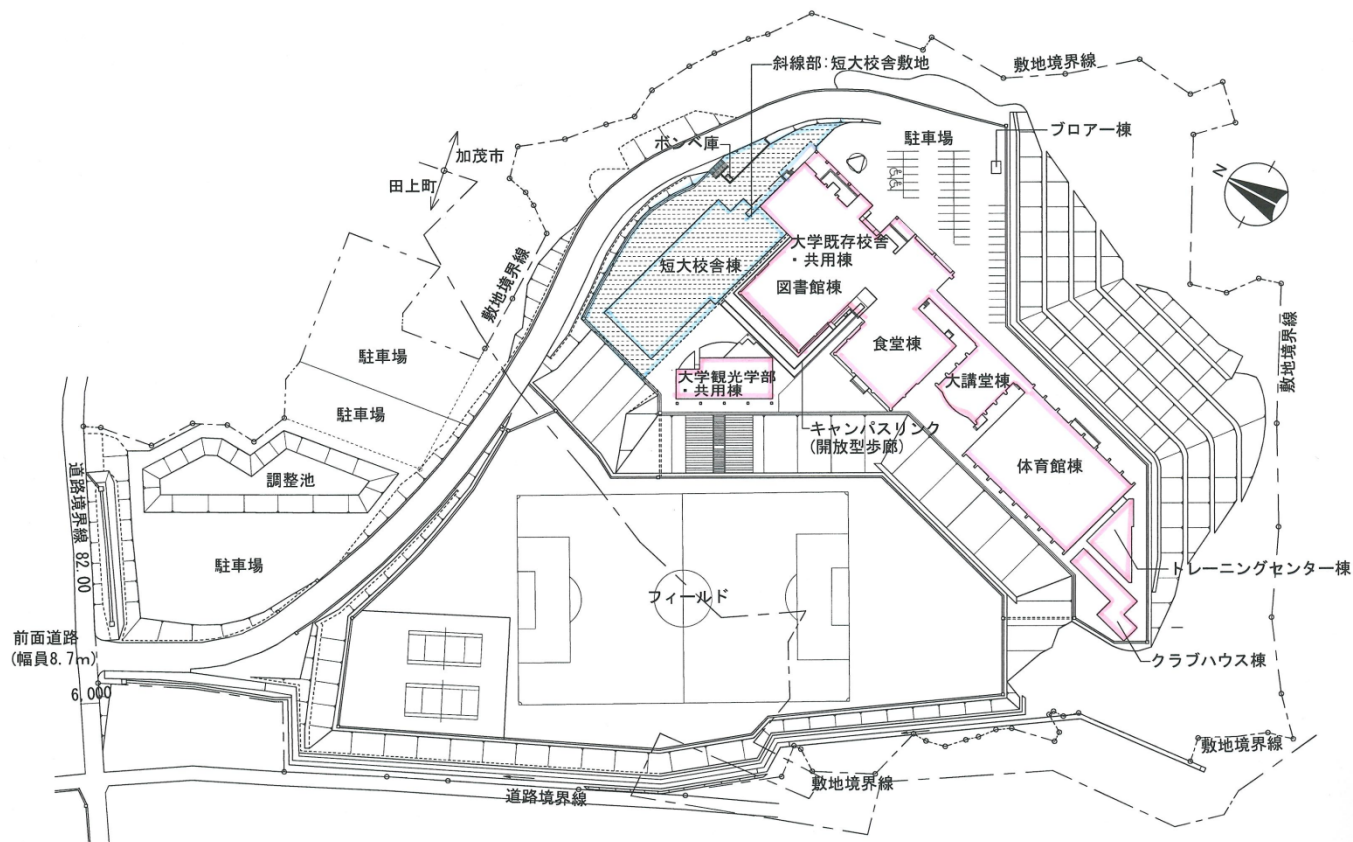 斜線部:短大校舎敷地
敷地境界線
駐車場
ブロアー棟
ボンベ庫
加茂市
田上町
N
大学既存校舎
・共用棟
短大校舎棟
図書館棟
敷地境界線
敷地境界線
食堂棟
駐車場
大講堂棟
大学観光学部
・共用棟
駐車場
キャンパスリンク
(開放型歩廊)
体育館棟
調整池
道路境界線 82.00
駐車場
トレーニングセンター棟
フィールド
前面道路
(幅員8.7m)
クラブハウス棟
6,000
敷地境界線
敷地境界線
道路境界線